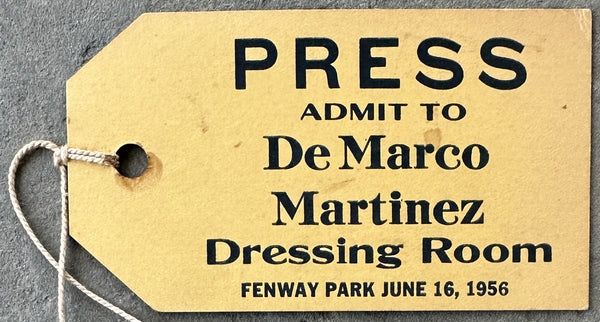 PRESS
ADMIT TO
De Marco
Martinez
Dressing Room
FENWAY PARK JUNE 16, 1956